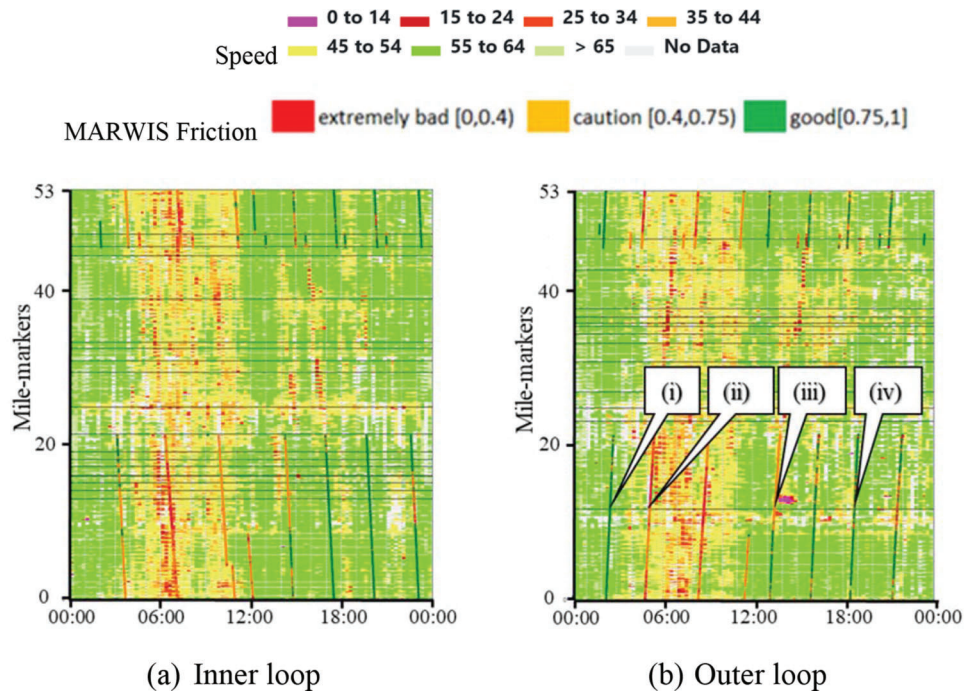 0 to 14 15 to 24 25 to 34 35 to 44
Speed 45 to 54 55 to 64 > 65 No Data
MARWIS Friction extremely bad [0,0.4) caution [0.4,0.75) good[0.75,1]
53 53
40 40
(i) (ii) (iii) (iv)
20 20
0 0
00:00 06:00 12:00 18:00 00:00 00:00 06:00 12:00 18:00 00:00
Mile-markers Mile-markers
(a) Inner loop (b) Outer loop